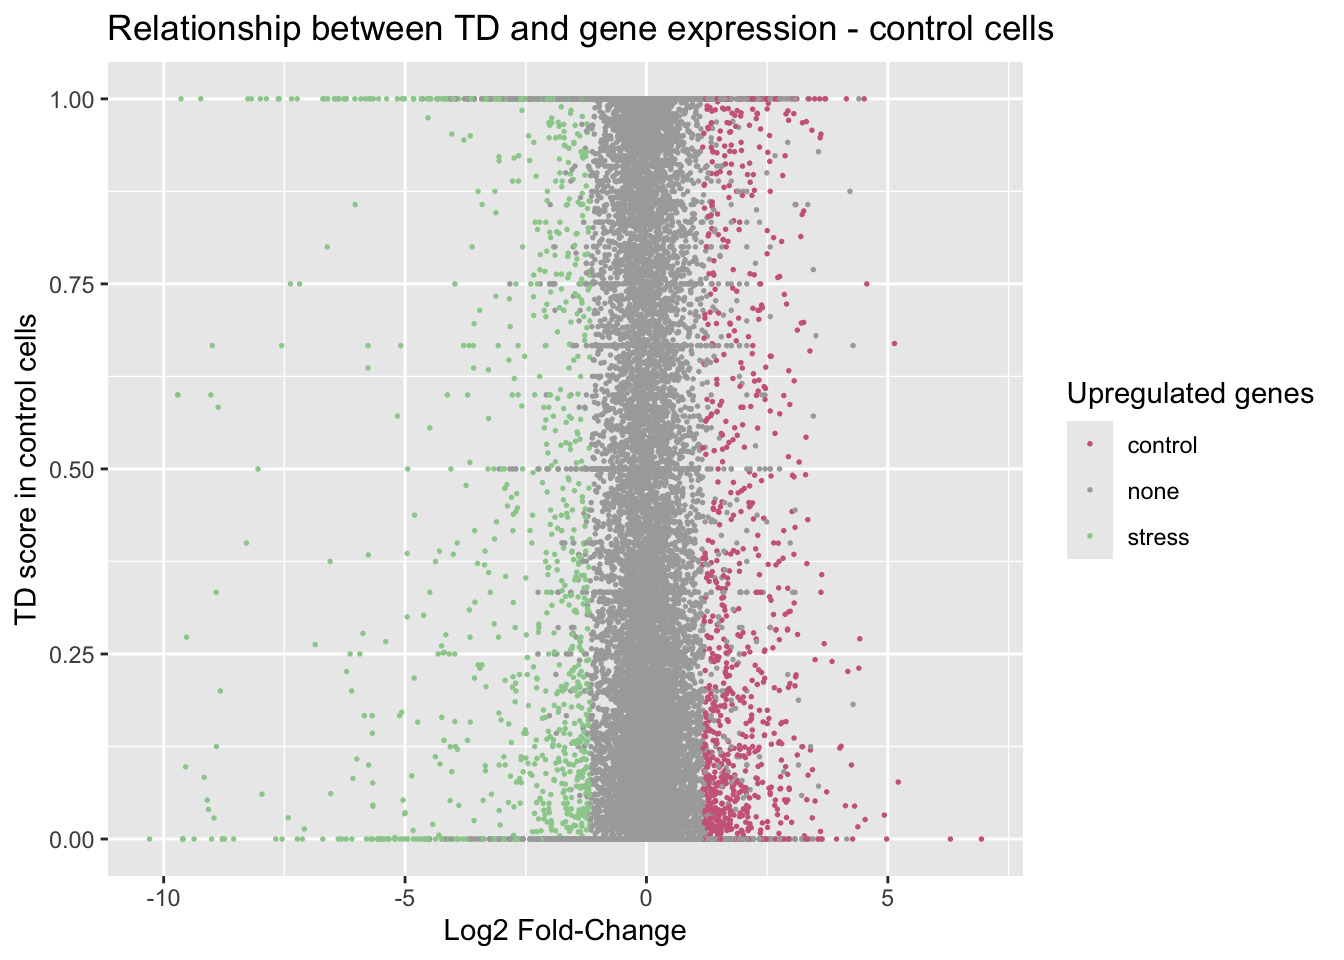 Relationship between TD and gene expression - control cells
TD score in control cells
1.00
0.75
0.50
0.25
0.00
-10
-5
0
5
Log2 Fold-Change
Upregulated genes
control
none
stress